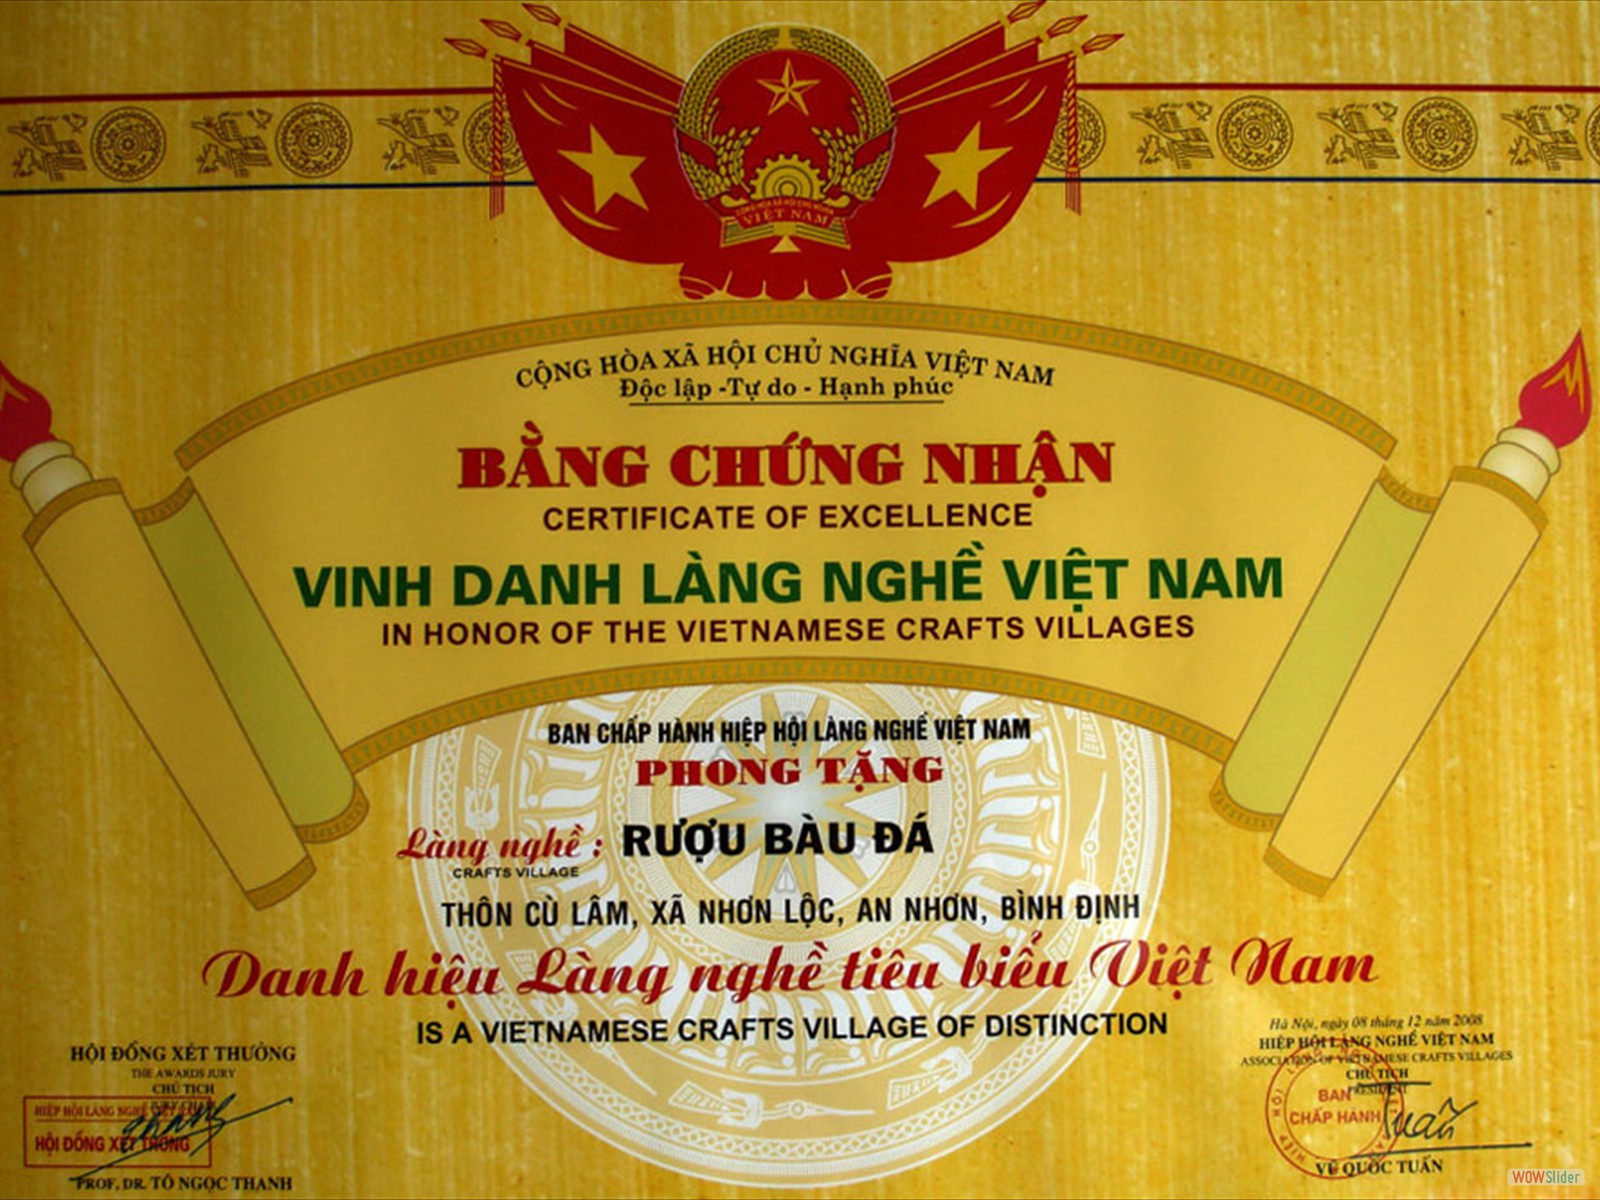 CỘNG HÒA XÃ HỘI CHỦ NGHĨA VIỆT NAM
VIỆT NAM
CỘNG HÒA XÃ HỘI CHỦ NGHĨA VIỆT NAM
Độc lập -Tự do - Hạnh phúc
BẰNG CHỨNG NHẬN
CERTIFICATE OF EXCELLENCE
VINH DANH LÀNG NGHỀ VIỆT NAM
IN HONOR OF THE VIETNAMESE CRAFTS VILLAGES
BAN CHẤP HÀNH HIỆP HỘI LÀNG NGHỀ VIỆT NAM
PHONG TẶNG
Làng nghề : RƯỢU BÀU ĐÁ
CRAFTS VILLAGE
THÔN CÙ LÂM, XÃ NHƠN LỘC, AN NHƠN, BÌNH ĐỊNH
Danh hiệu Làng nghề tiêu biểu Việt Nam
IS A VIETNAMESE CRAFTS VILLAGE OF DISTINCTION
HỘI ĐỒNG XÉT THƯỞNG
THE AWARDS JURY
CHỦ TỊCH
JURY CHAIR
HIỆP HỘI LÀNG NGHỀ VIỆT NAM
HỘI ĐỒNG XÉT THƯỞNG
PROF, DR. TÔ NGỌC THANH
Hà Nội, ngày 08 tháng 12 năm 2008
HIỆP HỘI LÀNG NGHỀ VIỆT NAM
ASSOCIATION OF VIETNAMESE CRAFTS VILLAGES
CHỦ TỊCH
PRESIDENT
BAN
CHẤP HÀNH
Tuấn
VŨ QUỐC TUẤN
WOWSlider